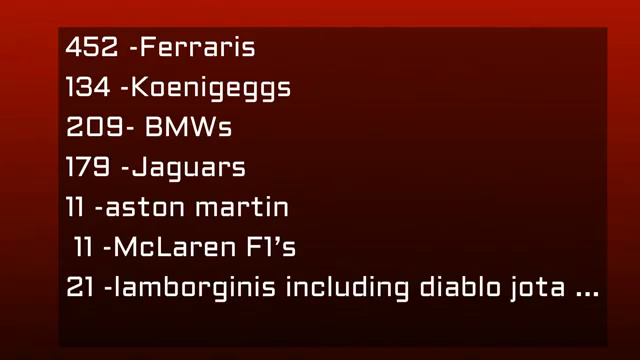 452 -Ferraris
134 -Koenigeggs
209- BMWs
179 -Jaguars
11 -aston martin
11 -McLaren F1's
21 -lamborginis including diablo jota ...